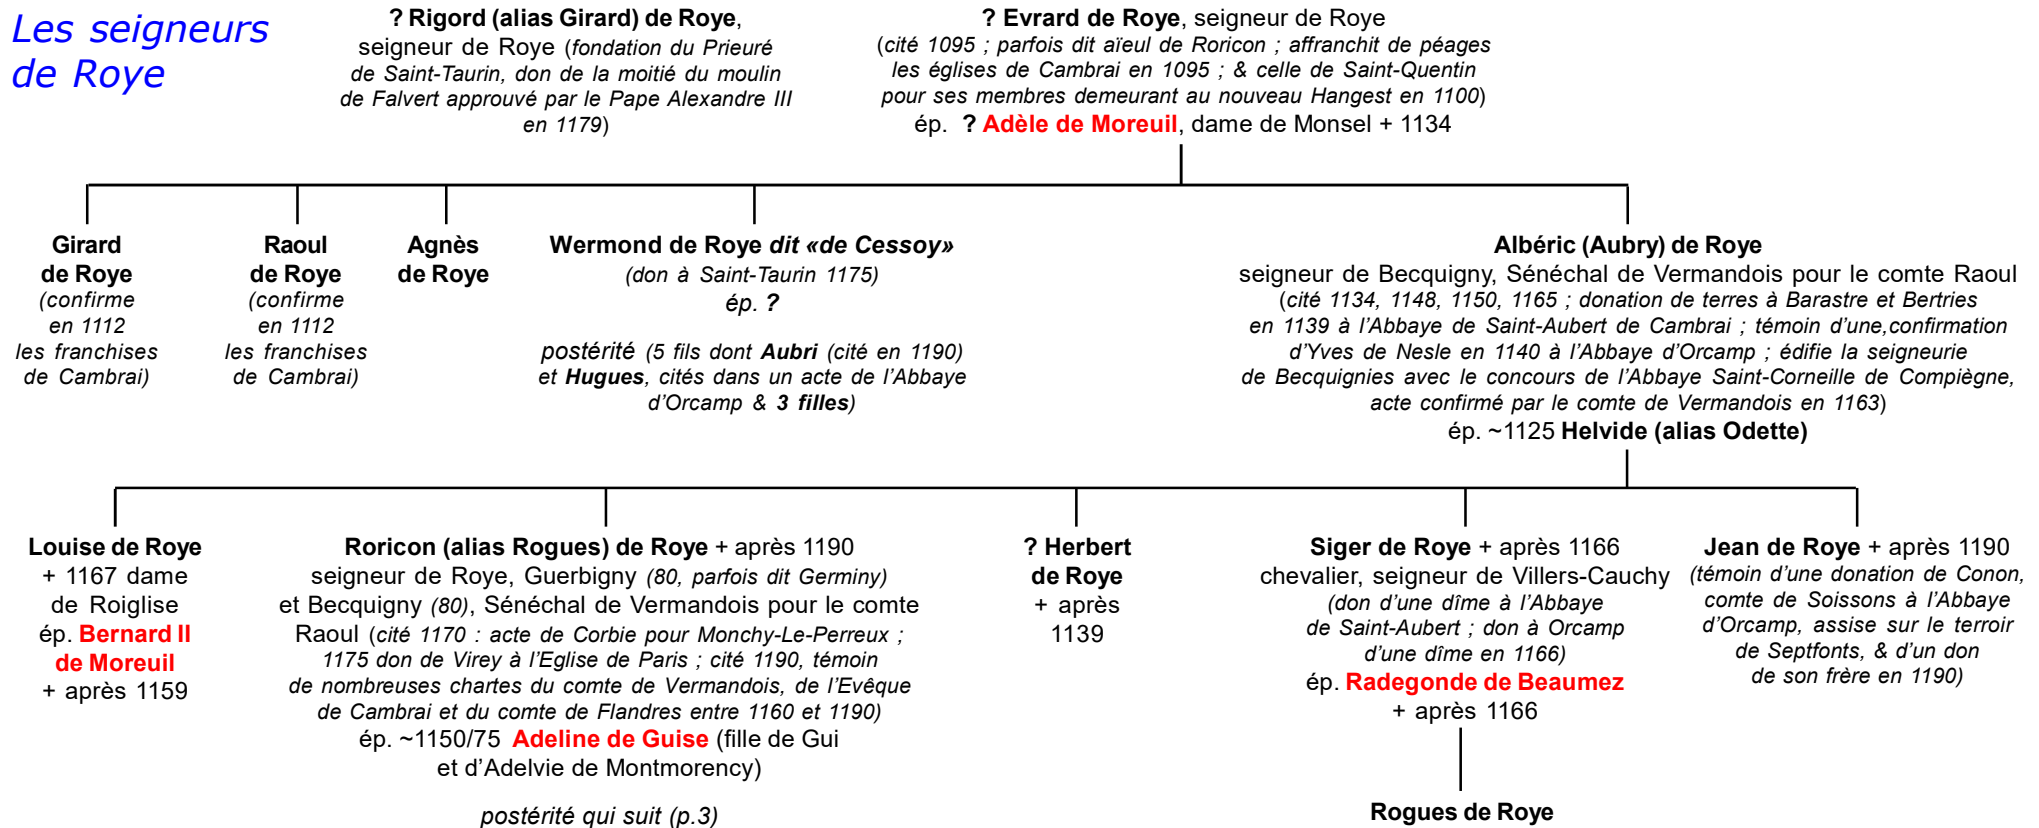 Les seigneurs
de Roye
? Rigord (alias Girard) de Roye,
seigneur de Roye (fondation du Prieuré
de Saint-Taurin, don de la moitié du moulin
de Falvert approuvé par le Pape Alexandre III
en 1179)
? Evrard de Roye, seigneur de Roye
(cité 1095 ; parfois dit aïeul de Roricon ; affranchit de péages
les églises de Cambrai en 1095 ; & celle de Saint-Quentin
pour ses membres demeurant au nouveau Hangest en 1100)
ép. ? Adèle de Moreuil, dame de Monsel + 1134
Girard
de Roye
(confirme
en 1112
les franchises
de Cambrai)
Raoul
de Roye
(confirme
en 1112
les franchises
de Cambrai)
Agnès
de Roye
Wermond de Roye dit «de Cessoy»
(don à Saint-Taurin 1175)
ép. ?
postérité (5 fils dont Aubri (cité en 1190)
et Hugues, cités dans un acte de l'Abbaye
d'Orcamp & 3 filles)
Albéric (Aubry) de Roye
seigneur de Becquigny, Sénéchal de Vermandois pour le comte Raoul
(cité 1134, 1148, 1150, 1165 ; donation de terres à Barastre et Bertries
en 1139 à l'Abbaye de Saint-Aubert de Cambrai ; témoin d'une,confirmation
d'Yves de Nesle en 1140 à l'Abbaye d'Orcamp ; édifie la seigneurie
de Becquignies avec le concours de l'Abbaye Saint-Corneille de Compiègne,
acte confirmé par le comte de Vermandois en 1163)
ép. ~1125 Helvide (alias Odette)
Louise de Roye
+ 1167 dame
de Roiglise
ép. Bernard II
de Moreuil
+ après 1159
Roricon (alias Rogues) de Roye + après 1190
seigneur de Roye, Guerbigny (80, parfois dit Germiny)
et Becquigny (80), Sénéchal de Vermandois pour le comte
Raoul (cité 1170 : acte de Corbie pour Monchy-Le-Perreux ;
1175 don de Virey à l'Eglise de Paris ; cité 1190, témoin
de nombreuses chartes du comte de Vermandois, de l'Evêque
de Cambrai et du comte de Flandres entre 1160 et 1190)
ép. ~1150/75 Adeline de Guise (fille de Gui
et d'Adelvie de Montmorency)
postérité qui suit (p.3)
? Herbert
de Roye
+ après
1139
Siger de Roye + après 1166
chevalier, seigneur de Villers-Cauchy
(don d'une dîme à l'Abbaye
de Saint-Aubert ; don à Orcamp
d'une dîme en 1166)
ép. Radegonde de Beaumez
+ après 1166
Rogues de Roye
Jean de Roye + après 1190
(témoin d'une donation de Conon,
comte de Soissons à l'Abbaye
d'Orcamp, assise sur le terroir
de Septfonts, & d'un don
de son frère en 1190)